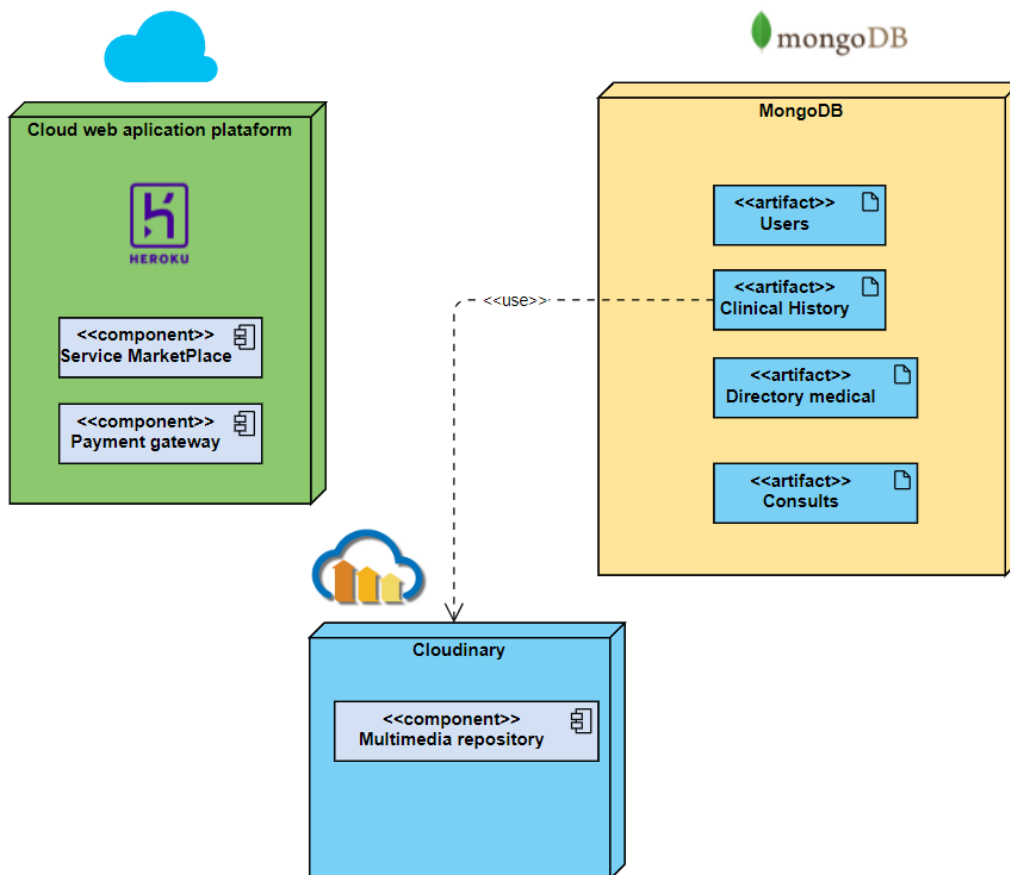 mongoDB
Cloud web aplication plataform
HEROKU
<<component>>
Service MarketPlace
<<component>>
Payment gateway
MongoDB
<<artifact>>
Users
<<artifact>>
Clinical History
<<use>>
<<artifact>>
Directory medical
<<artifact>>
Consults
Cloudinary
<<component>>
Multimedia repository